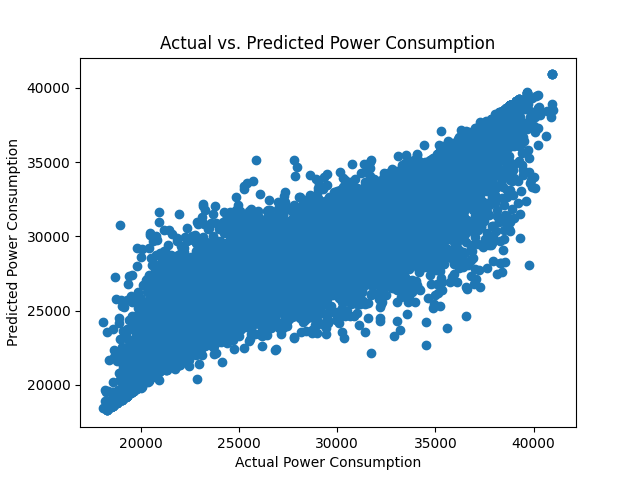 Actual vs. Predicted Power Consumption
40000
35000
30000
25000
20000
Predicted Power Consumption
20000 25000 30000 35000 40000
Actual Power Consumption